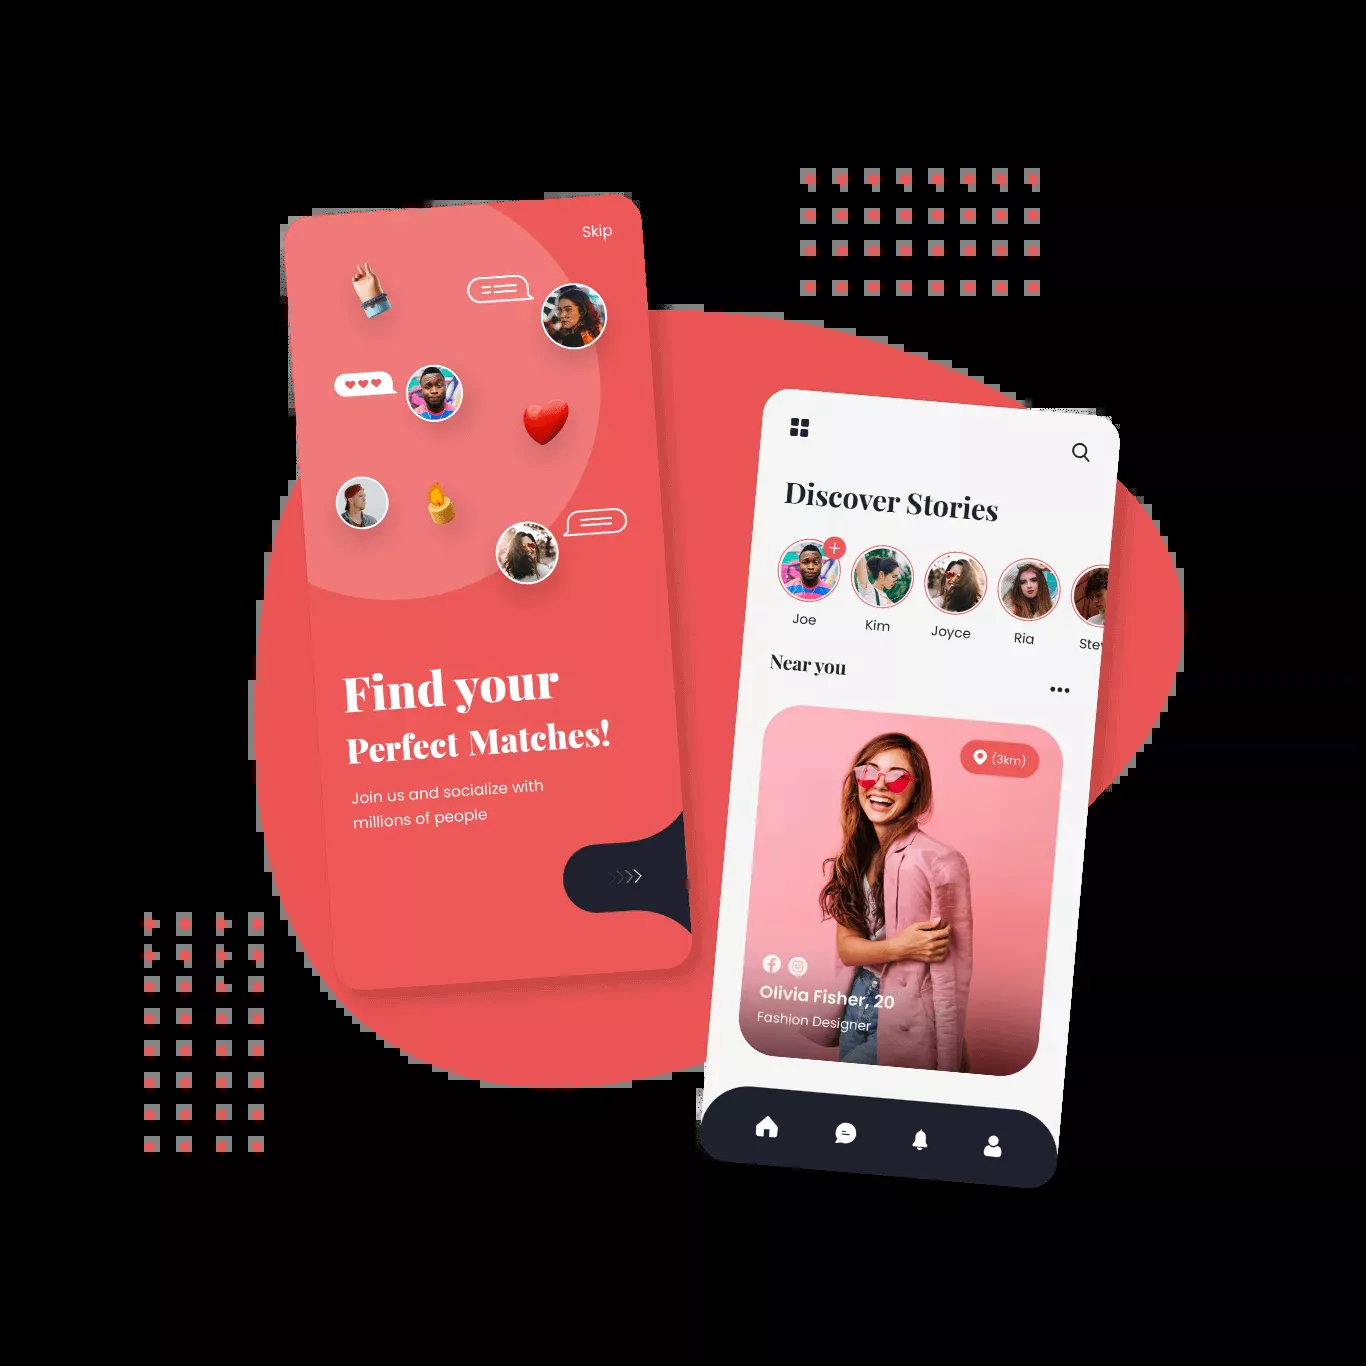 Skip
Find your
Perfect Matches!
Join us and socialize with
millions of people
Discover Stories
Joe
Kim
Joyce
Ria
Near you
(3km)
Olivia Fisher, 20
Fashion Designer